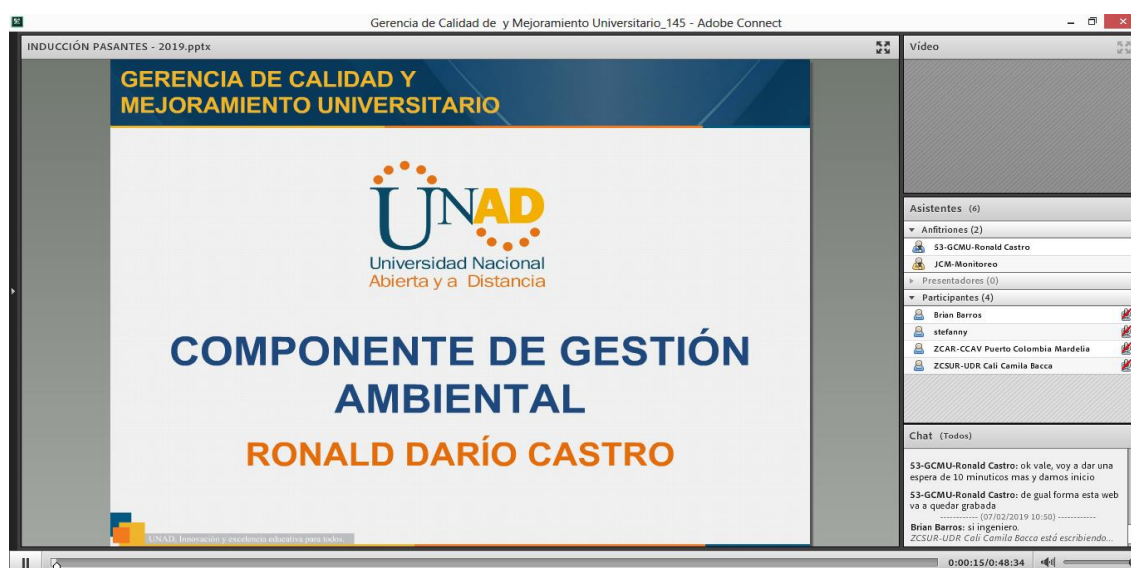 Gerencia de Calidad de y Mejoramiento Universitario_145 - Adobe Connect
INDUCCIÓN PASANTES - 2019.pptx
GERENCIA DE CALIDAD Y
MEJORAMIENTO UNIVERSITARIO
UNAD
Universidad Nacional
Abierta y a Distancia
COMPONENTE DE GESTIÓN
AMBIENTAL
RONALD DARÍO CASTRO
UNAD, Innovación y excelencia educativa para todos.
Vídeo
Asistentes (6)
Anfitriones (2)
53-GCMU-Ronald Castro
JCM-Monitoreo
Presentadores (0)
Participantes (4)
Brian Barros
stefanny
ZCAR-CCAV Puerto Colombia Mardelia
ZCSUR-UDR Cali Camila Bacca
Chat (Todos)
53-GCMU-Ronald Castro: ok vale, voy a dar una
espera de 10 minuticos mas y damos inicio
53-GCMU-Ronald Castro: de gual forma esta web
va a quedar grabada
------------ (07/02/2019 10:50) ------------
Brian Barros: si ingeniero.
ZCSUR-UDR Cali Camila Bacca está escribiendo...
0:00:15/0:48:34